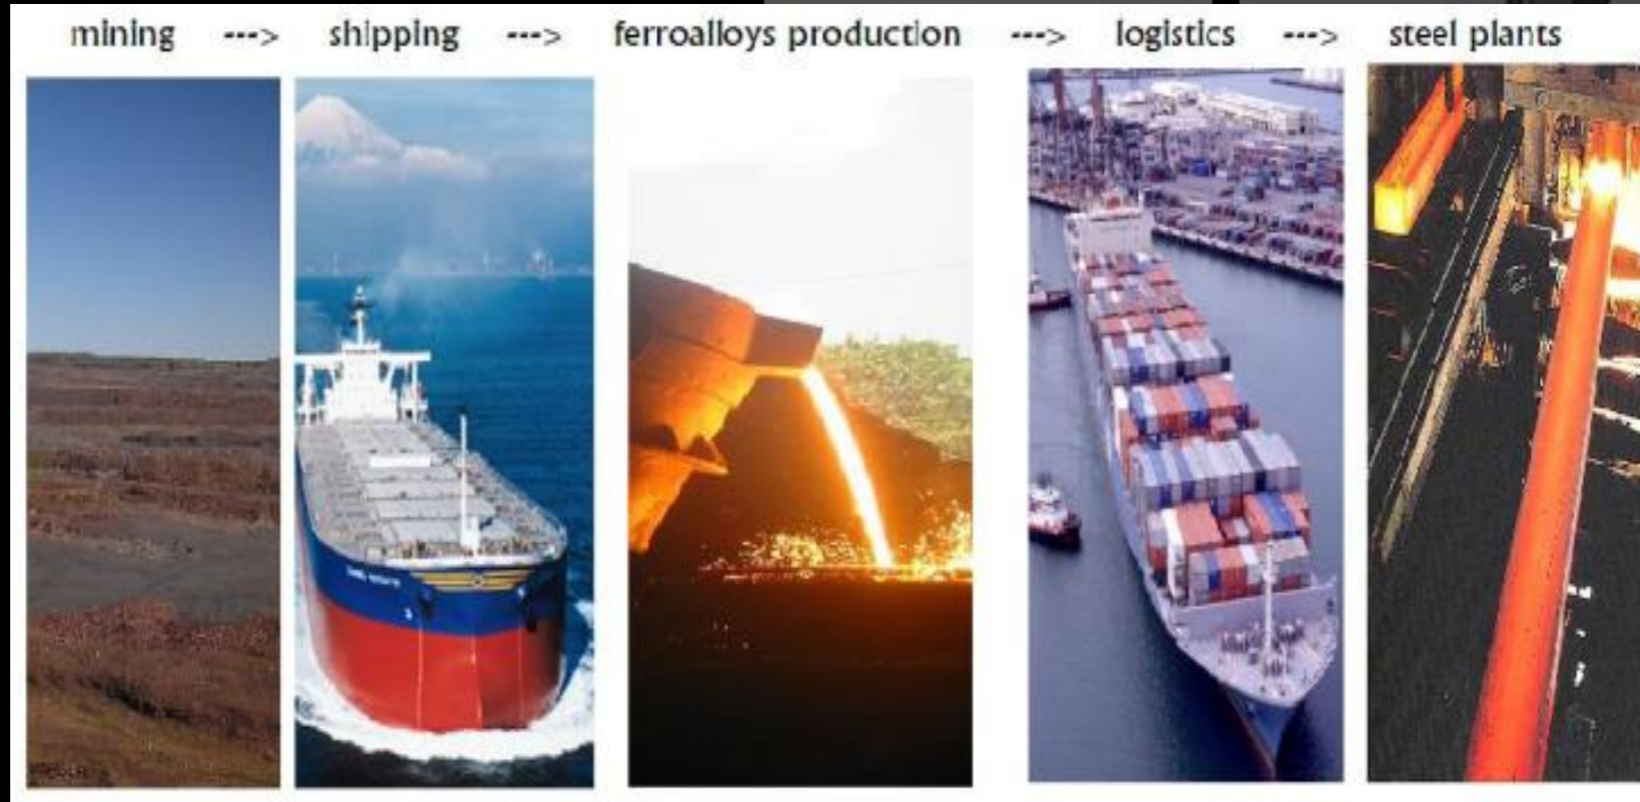 mining ---> shipping ---> ferroalloys production ---> logistics ---> steel plants